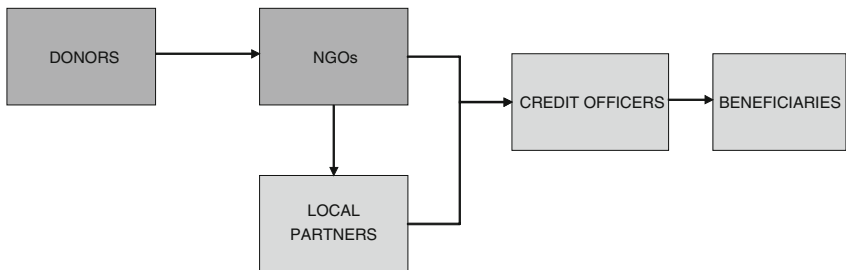 DONORS
NGOs
CREDIT OFFICERS
BENEFICIARIES
LOCAL
PARTNERS